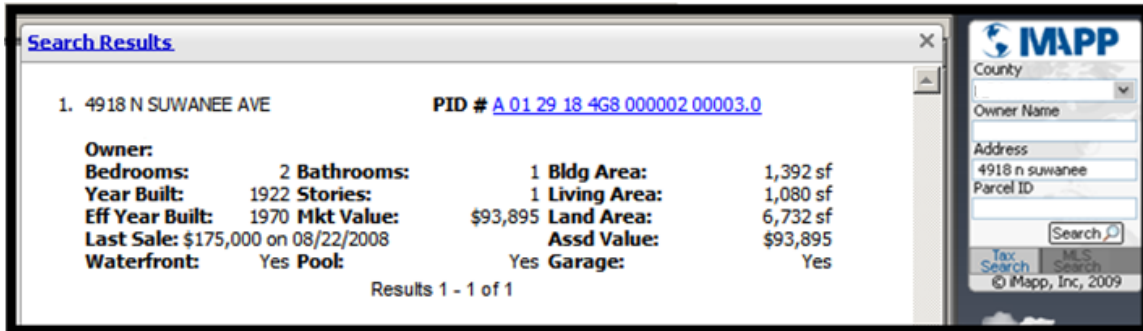 Search Results
1. 4918 N SUWANEE AVE PID # A 01 29 18 4G8 000002 00003.0
Owner:
Bedrooms: 2 Bathrooms: 1 Bldg Area: 1,392 sf
Year Built: 1922 Stories: 1 Living Area: 1,080 sf
Eff Year Built: 1970 Mkt Value: $93,895 Land Area: 6,732 sf
Last Sale: $175,000 on 08/22/2008 Assd Value: $93,895
Waterfront: Yes Pool: Yes Garage: Yes
Results 1 - 1 of 1
IMAPP
County
Owner Name
Address
4918 n suwanee
Parcel ID
Search
Tax Search MLS Search
© iMapp, Inc, 2009